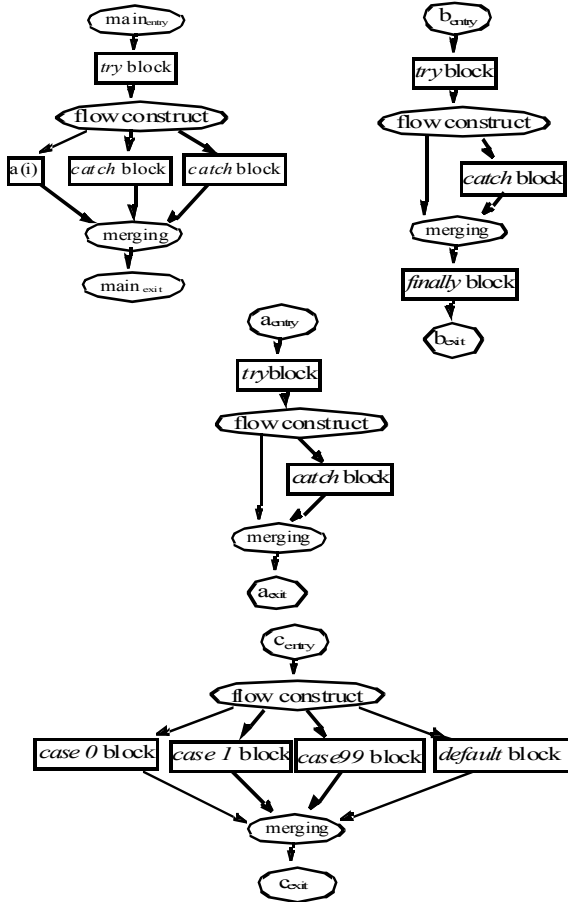 main entry
try block
flow construct
a(i)
catch block
catch block
merging
main exit
b entry
try block
flow construct
catch block
merging
finally block
b exit
a entry
try block
flow construct
catch block
merging
a exit
c entry
flow construct
case 0 block
case 1 block
case99 block
default block
merging
c exit